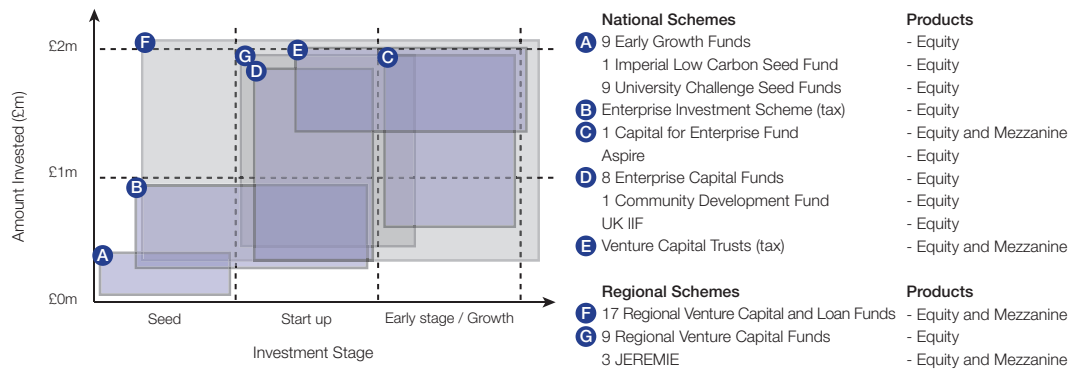 Amount Invested (£m)
£2m
£1m
£0m
F
G
E
C
D
B
A
Seed
Start up
Early stage / Growth
Investment Stage
National Schemes Products
A 9 Early Growth Funds - Equity
1 Imperial Low Carbon Seed Fund - Equity
9 University Challenge Seed Funds - Equity
B Enterprise Investment Scheme (tax) - Equity
C 1 Capital for Enterprise Fund - Equity and Mezzanine
Aspire - Equity
D 8 Enterprise Capital Funds - Equity
1 Community Development Fund - Equity
UK IIF - Equity
E Venture Capital Trusts (tax) - Equity and Mezzanine
Regional Schemes Products
F 17 Regional Venture Capital and Loan Funds - Equity and Mezzanine
G 9 Regional Venture Capital Funds - Equity
3 JEREMIE - Equity and Mezzanine